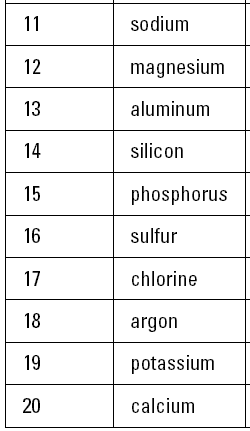 11 sodium
12 magnesium
13 aluminum
14 silicon
15 phosphorus
16 sulfur
17 chlorine
18 argon
19 potassium
20 calcium